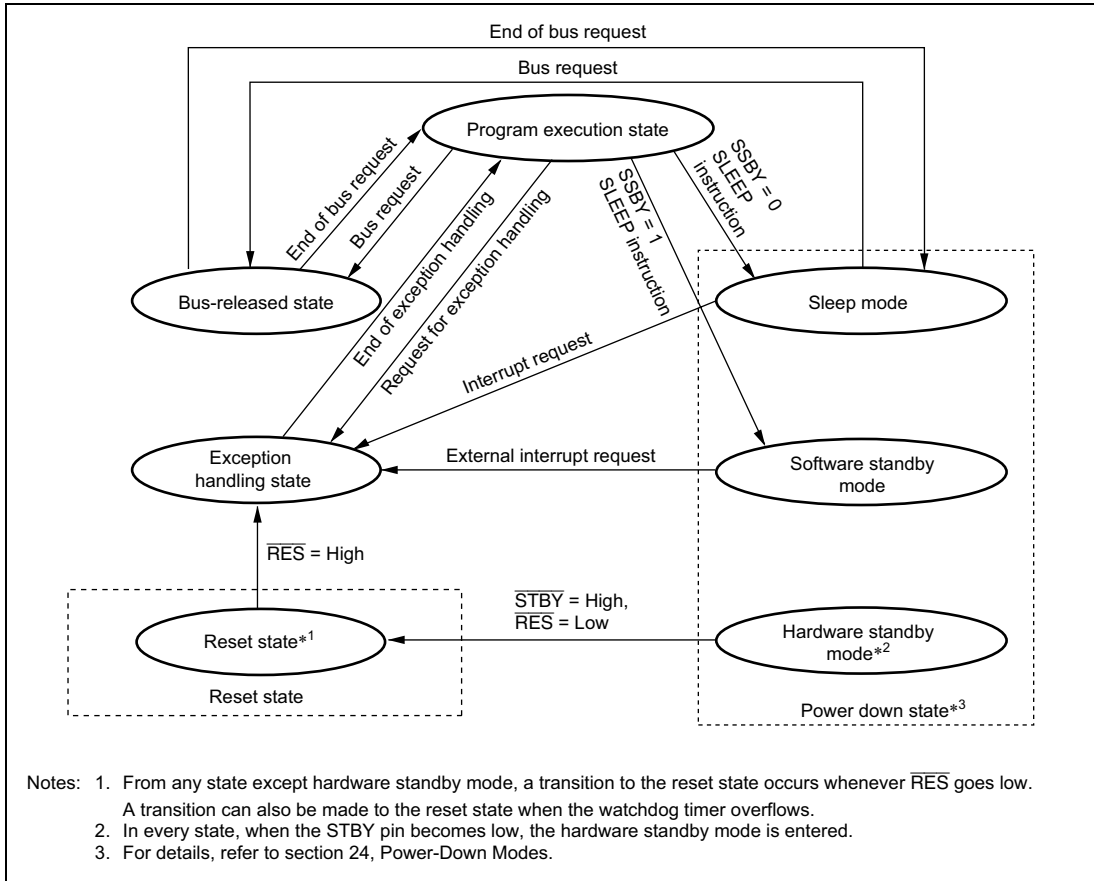 End of bus request
Bus request
Program execution state
End of bus request
Bus request
SSBY = 0
SLEEP
instruction
SSBY = 1
SLEEP instruction
End of exception handling
Request for exception handling
Bus-released state
Sleep mode
Interrupt request
Exception
handling state
External interrupt request
Software standby
mode
RES = High
STBY = High,
RES = Low
Reset state*1
Hardware standby
mode*2
Reset state
Power down state*3
Notes: 1. From any state except hardware standby mode, a transition to the reset state occurs whenever RES goes low.
A transition can also be made to the reset state when the watchdog timer overflows.
2. In every state, when the STBY pin becomes low, the hardware standby mode is entered.
3. For details, refer to section 24, Power-Down Modes.